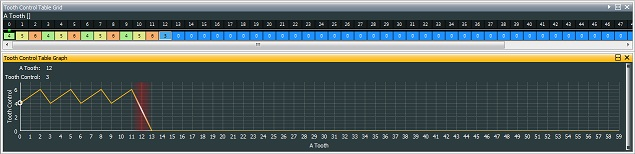 Tooth Control Table Grid
A Tooth []
0 1 2 3 4 5 6 7 8 9 10 11 12 13 14 15 16 17 18 19 20 21 22 23 24 25 26 27 28 29 30 31 32 33 34 35 36 37 38 39 40 41 42 43 44 45 46 47
4 5 6 4 5 6 4 5 6 4 5 6 3 0 0 0 0 0 0 0 0 0 0 0 0 0 0 0 0 0 0 0 0 0 0 0 0 0 0 0 0 0 0 0 0 0 0 0
Tooth Control Table Graph
A Tooth: 12
Tooth Control: 3
Tooth Control
6
4
2
0
0 1 2 3 4 5 6 7 8 9 10 11 12 13 14 15 16 17 18 19 20 21 22 23 24 25 26 27 28 29 30 31 32 33 34 35 36 37 38 39 40 41 42 43 44 45 46 47 48 49 50 51 52 53 54 55 56 57 58 59
A Tooth